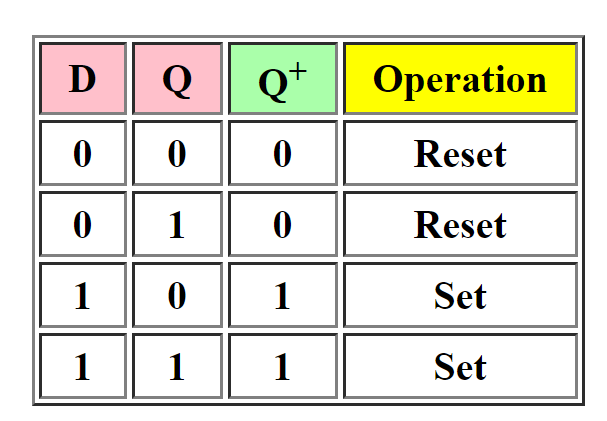 D Q Q⁺ Operation
0 0 0 Reset
0 1 0 Reset
1 0 1 Set
1 1 1 Set